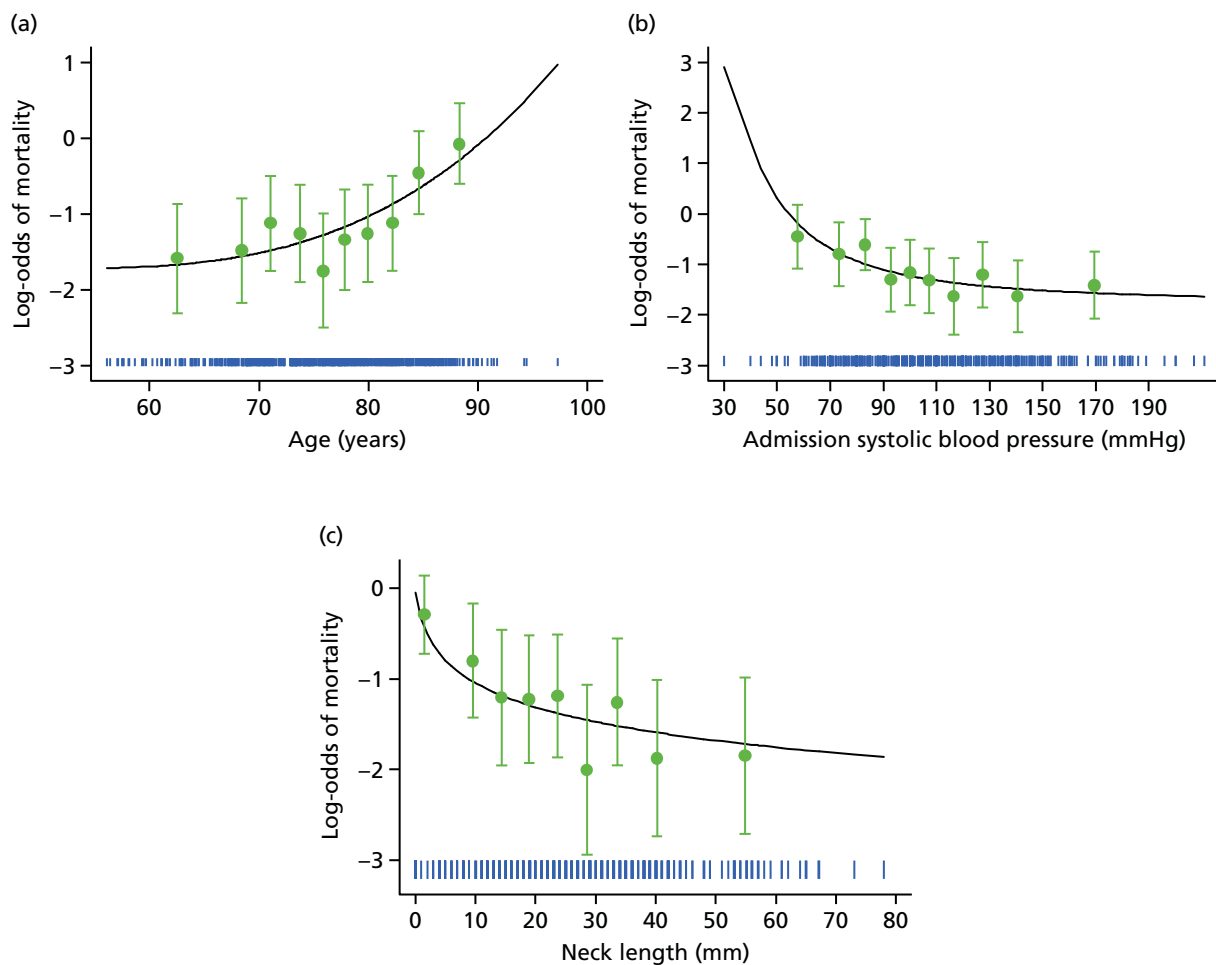 (a)
Log-odds of mortality
1
0
−1
−2
−3
60 70 80 90 100
Age (years)
(b)
Log-odds of mortality
3
2
1
0
−1
−2
−3
30 50 70 90 110 130 150 170 190
Admission systolic blood pressure (mmHg)
(c)
Log-odds of mortality
0
−1
−2
−3
0 10 20 30 40 50 60 70 80
Neck length (mm)